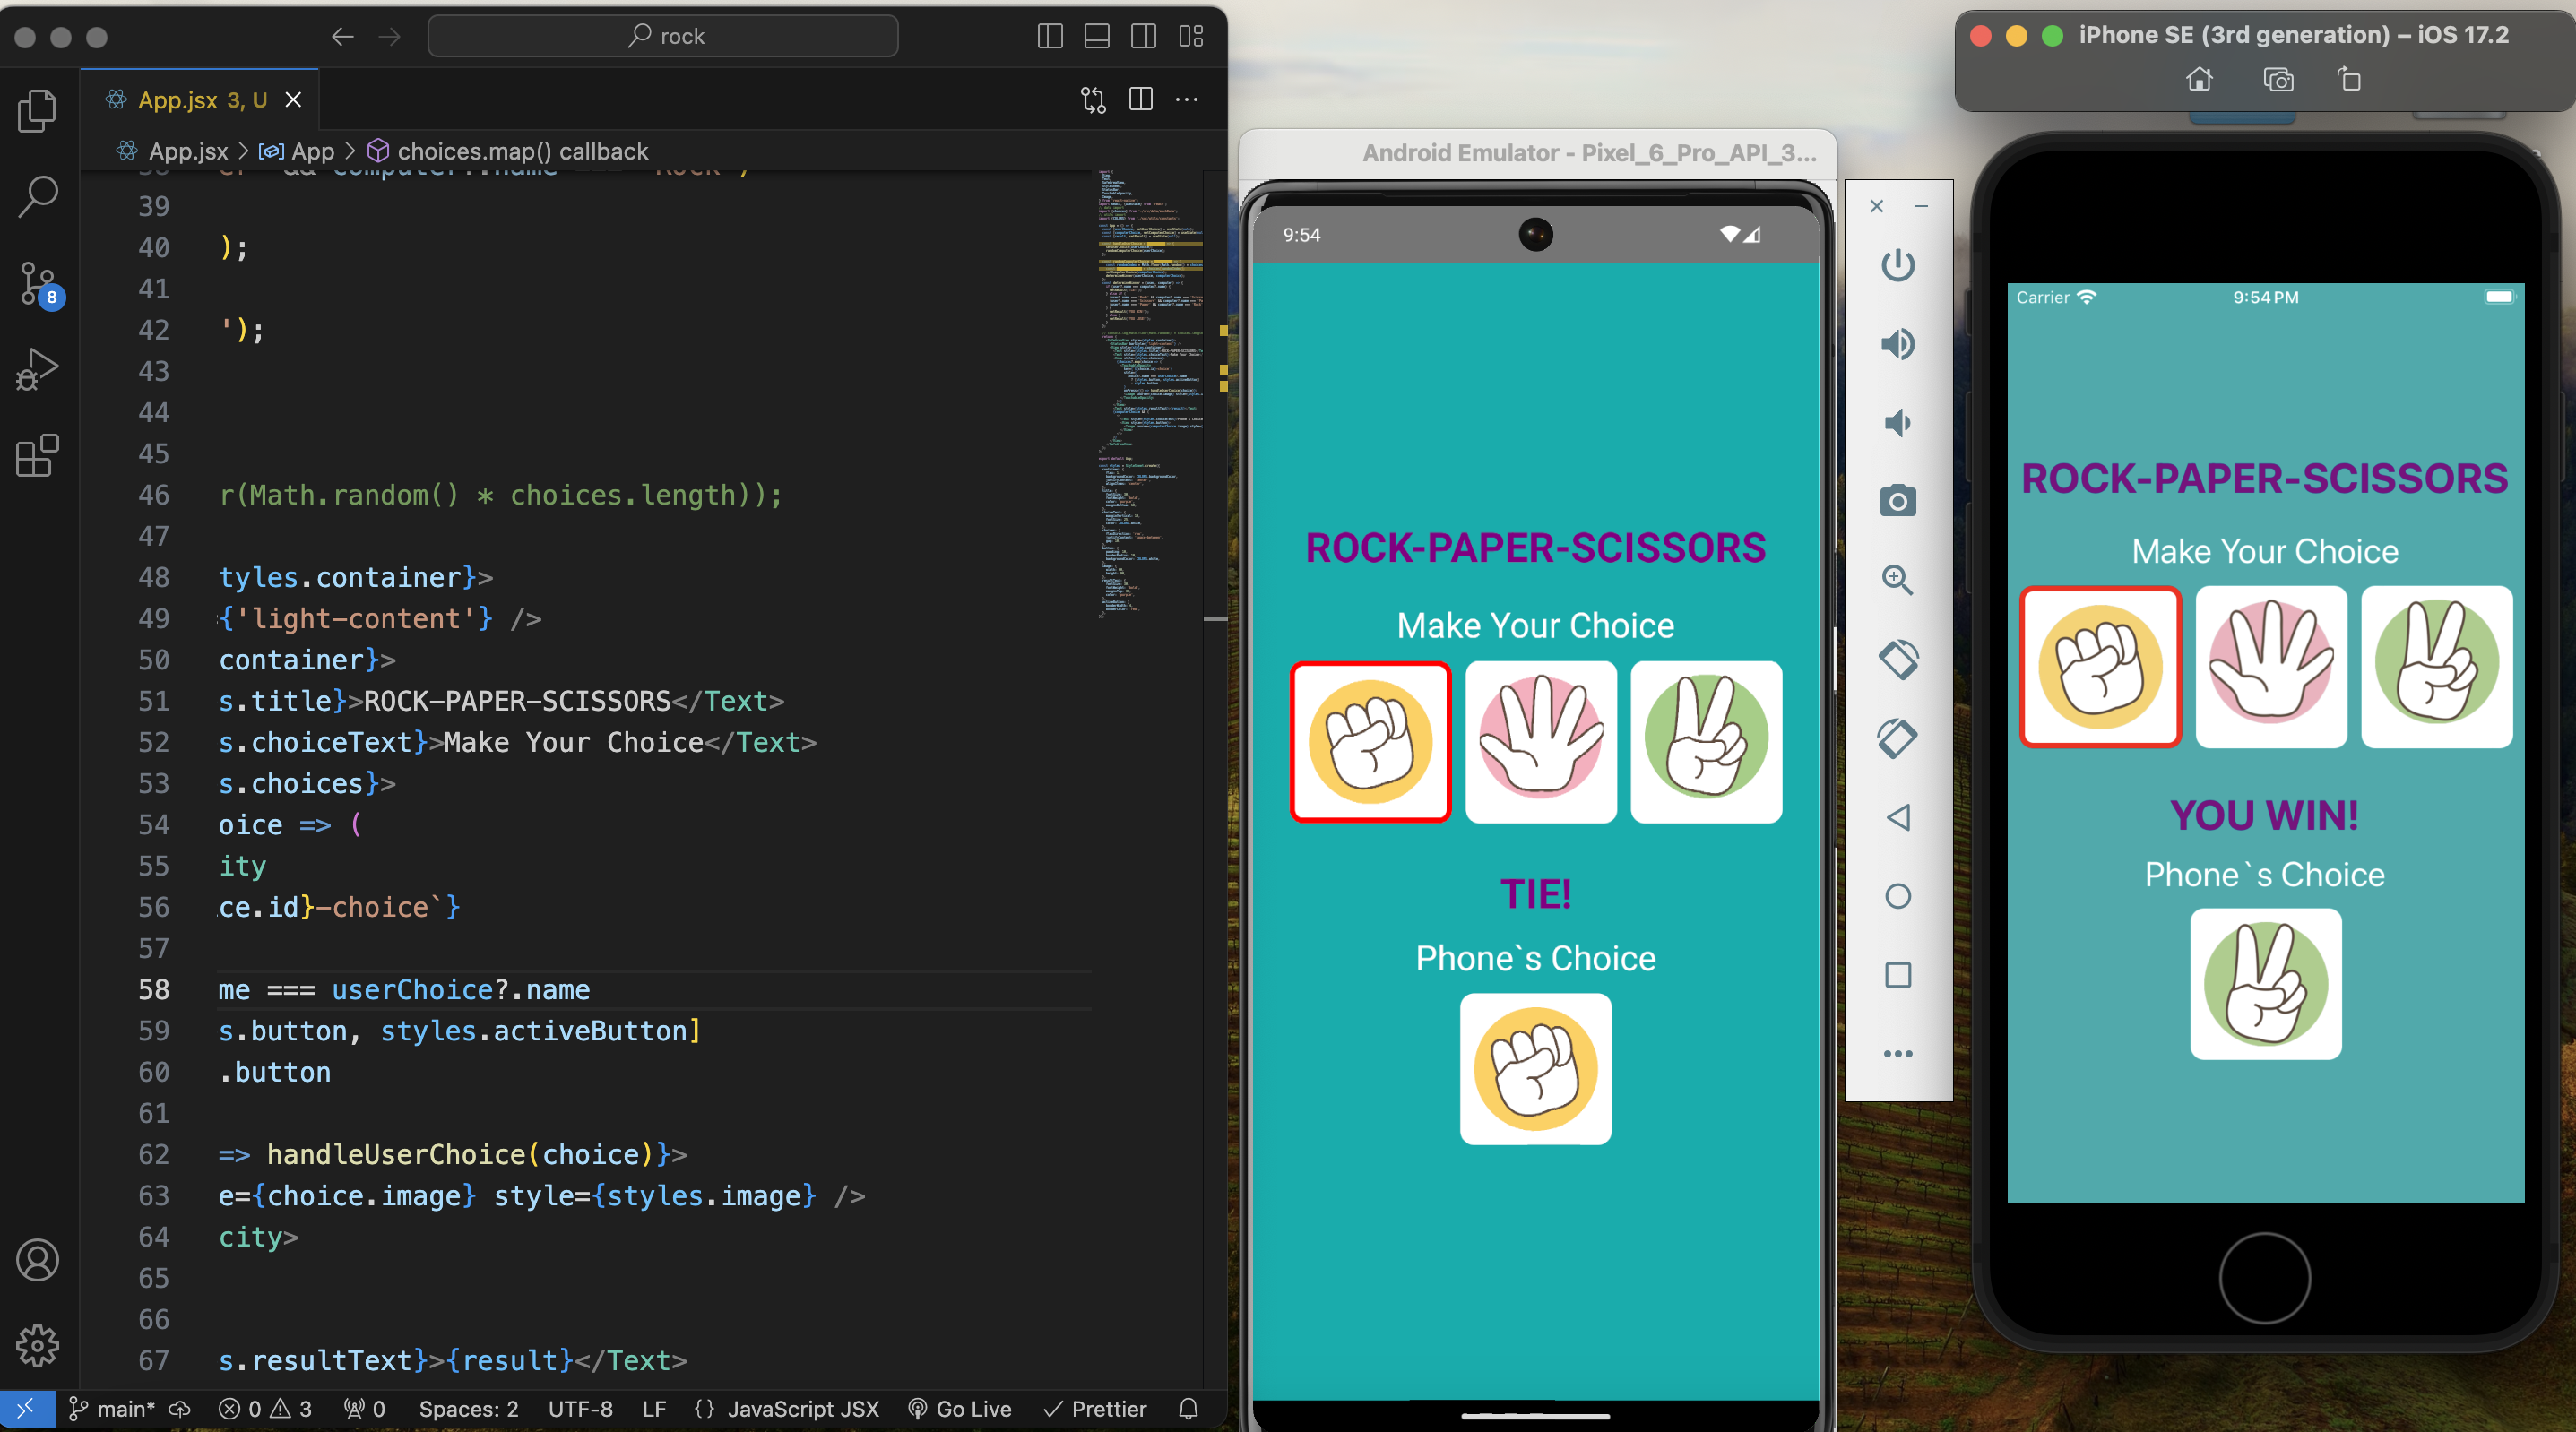 rock
App.jsx 3, U
App.jsx > App > choices.map() callback
39
40 );
41
42 ');
43
44
45
46 r(Math.random() * choices.length));
47
48 tyles.container}>
49 {'light-content'} />
50 container}>
51 s.title}>ROCK-PAPER-SCISSORS</Text>
52 s.choiceText}>Make Your Choice</Text>
53 s.choices}>
54 oice => (
55 ity
56 ce.id}-choice`}
57
58 me === userChoice?.name
59 s.button, styles.activeButton]
60 .button
61
62 => handleUserChoice(choice)}>
63 e={choice.image} style={styles.image} />
64 city>
65
66
67 s.resultText}>{result}</Text>
8
main* 0 3 0 Spaces: 2 UTF-8 LF {} JavaScript JSX Go Live Prettier
Android Emulator - Pixel_6_Pro_API_3...
9:54
ROCK-PAPER-SCISSORS
Make Your Choice
TIE!
Phone`s Choice
iPhone SE (3rd generation) – iOS 17.2
Carrier 9:54 PM
ROCK-PAPER-SCISSORS
Make Your Choice
YOU WIN!
Phone`s Choice